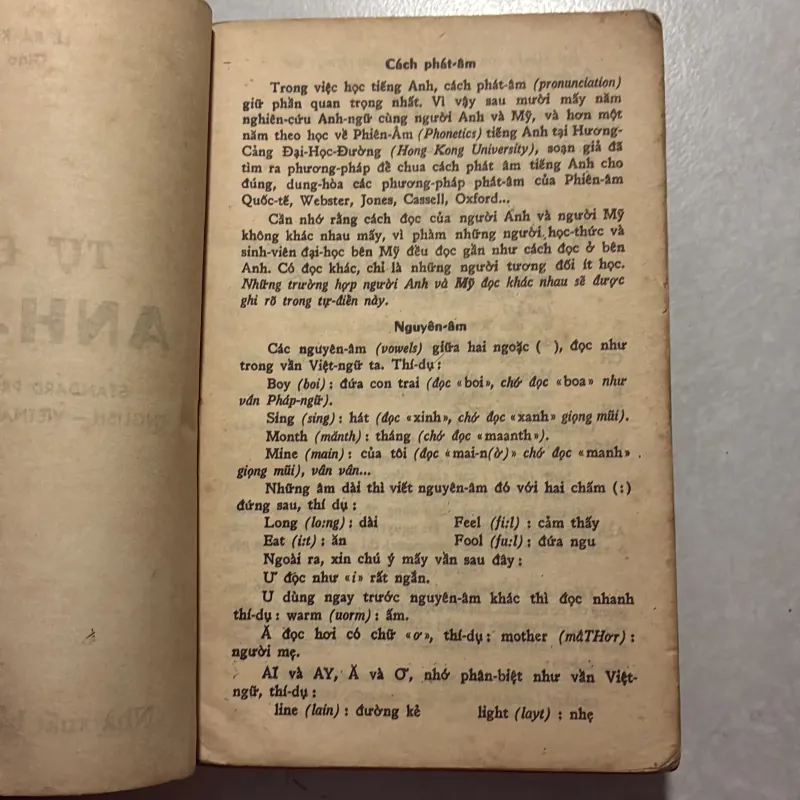 Cách phát-âm
Trong việc học tiếng Anh, cách phát-âm (pronunciation)
giữ phần quan trọng nhất. Vì vậy sau mười mấy năm
nghiên-cứu Anh-ngữ cùng người Anh và Mỹ, và hơn một
năm theo học về Phiên-Âm (Phonetics) tiếng Anh tại Hương-
Cảng Đại-Học-Đường (Hong Kong University), soạn giả đã
tìm ra phương-pháp để chua cách phát âm tiếng Anh cho
đúng, dung-hòa các phương-pháp phát-âm của Phiên-âm
Quốc-tế, Webster, Jones, Cassell, Oxford...
Cần nhớ rằng cách đọc của người Anh và người Mỹ
không khác nhau mấy, vì phàm những người học-thức và
sinh-viên đại-học bên Mỹ đều đọc gần như cách đọc ở bên
Anh. Có đọc khác, chỉ là những người tương đối ít học.
Những trường hợp người Anh và Mỹ đọc khác nhau sẽ được
ghi rõ trong tự-điển này.
Nguyên-âm
Các nguyên-âm (vowels) giữa hai ngoặc ( ), đọc như
trong vần Việt-ngữ ta. Thí-dụ :
Boy (boi) : đứa con trai (đọc «boi», chớ đọc «boa» như
vần Pháp-ngữ).
Sing (sing) : hát (đọc «xinh», chớ đọc «xanh» giọng mũi).
Month (mănth) : tháng (chớ đọc «maanth»).
Mine (main) : của tôi (đọc «mai-n(ờ)» chớ đọc «manh»
giọng mũi), vân vân...
Những âm dài thì viết nguyên-âm đó với hai chấm (:)
đứng sau, thí dụ :
Long (lo:ng) : dài Feel (fi:l) : cảm thấy
Eat (i:t) : ăn Fool (fu:l) : đứa ngu
Ngoài ra, xin chú ý mấy vần sau đây :
Ư độc như «i» rất ngắn.
U dùng ngay trước nguyên-âm khác thì đọc nhanh
thí-dụ : warm (uorm) : ấm.
Ă đọc hơi có chữ «ơ», thí-dụ : mother (măTHơr) :
người mẹ.
AI và AY, Ă và Ơ, nhớ phân-biệt như vần Việt-
ngữ, thí-dụ :
line (lain) : đường kẻ light (layt) : nhẹ